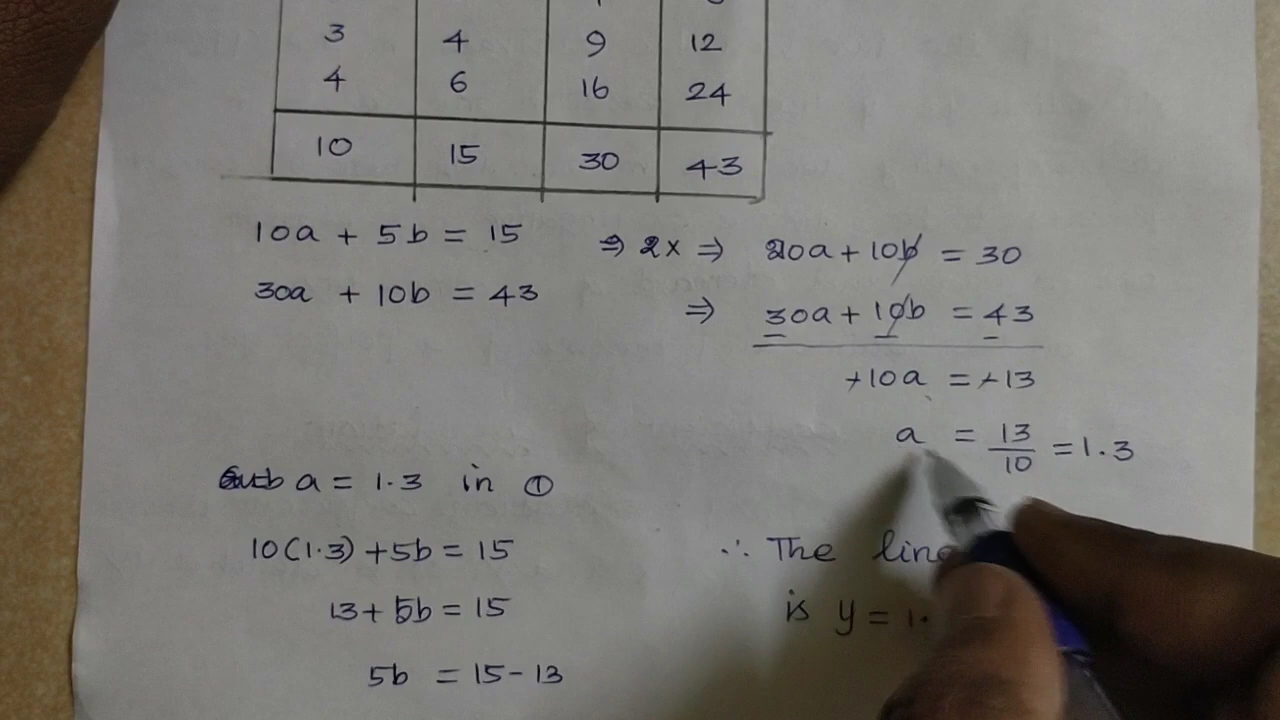 3 4 9 12
4 6 16 24
10 15 30 43
10a + 5b = 15 ⇒ 2x ⇒ 20a + 10b = 30
30a + 10b = 43 ⇒ 30a + 10b = 43
+10a = +13
a = 13/10 = 1.3
Sub a = 1.3 in ①
10(1.3) + 5b = 15
13 + 5b = 15
5b = 15 - 13
∴ The line
is y = 1.